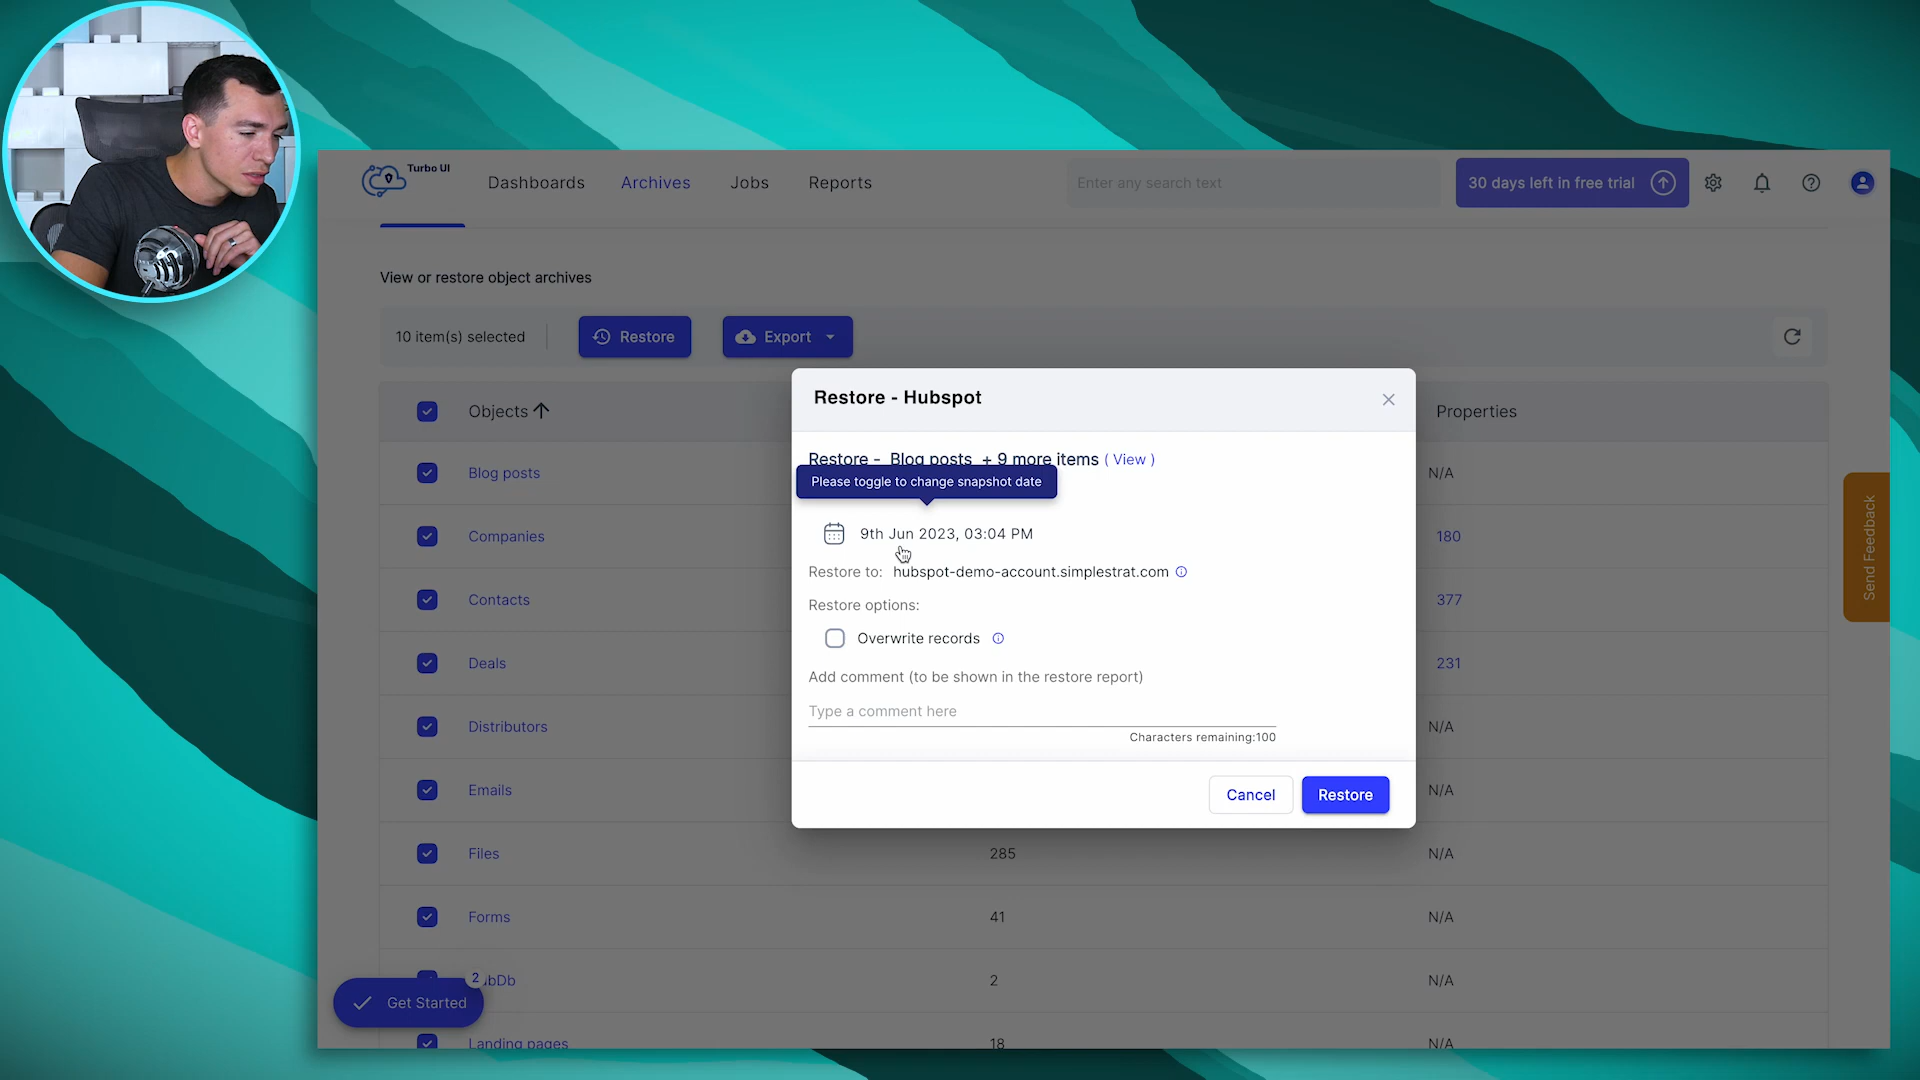 Turbo UI
Dashboards
Archives
Jobs
Reports
Enter any search text
30 days left in free trial
View or restore object archives
10 item(s) selected
Restore
Export
Objects
Properties
Blog posts
N/A
Companies
180
Contacts
377
Deals
231
Distributors
N/A
Emails
N/A
Files
285
N/A
Forms
41
N/A
bDb
2
N/A
Landing pages
18
N/A
2
Get Started
Send Feedback
Restore - Hubspot
Restore - Blog posts + 9 more items ( View )
Please toggle to change snapshot date
9th Jun 2023, 03:04 PM
Restore to: hubspot-demo-account.simplestrat.com
Restore options:
Overwrite records
Add comment (to be shown in the restore report)
Type a comment here
Characters remaining:100
Cancel
Restore